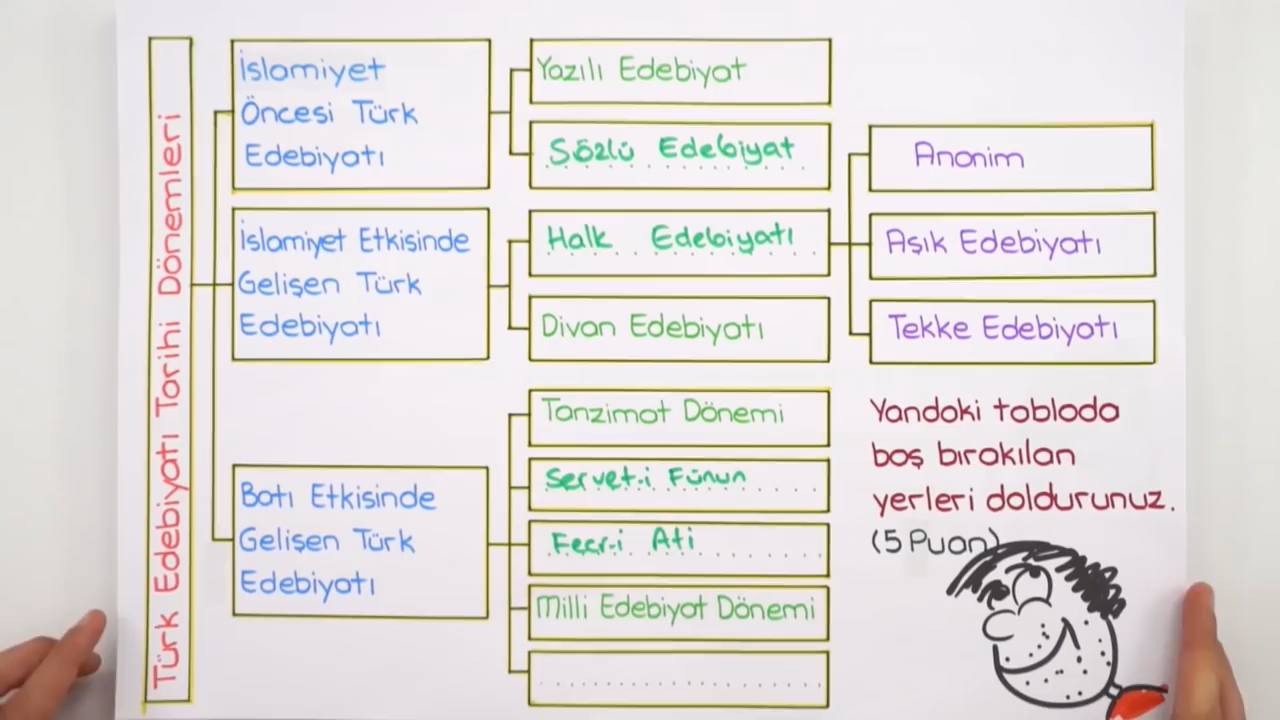 Türk Edebiyatı Tarihi Dönemleri
İslamiyet
Öncesi Türk
Edebiyatı
Yazılı Edebiyat
Sözlü Edebiyat
Anonim
İslamiyet Etkisinde
Gelişen Türk
Edebiyatı
Halk Edebiyatı
Divan Edebiyatı
Aşık Edebiyatı
Tekke Edebiyatı
Batı Etkisinde
Gelişen Türk
Edebiyatı
Tanzimat Dönemi
Servet-i Fünun
Fecr-i Ati
Milli Edebiyat Dönemi
Yandaki tabloda
boş bırakılan
yerleri doldurunuz.
(5 Puan)